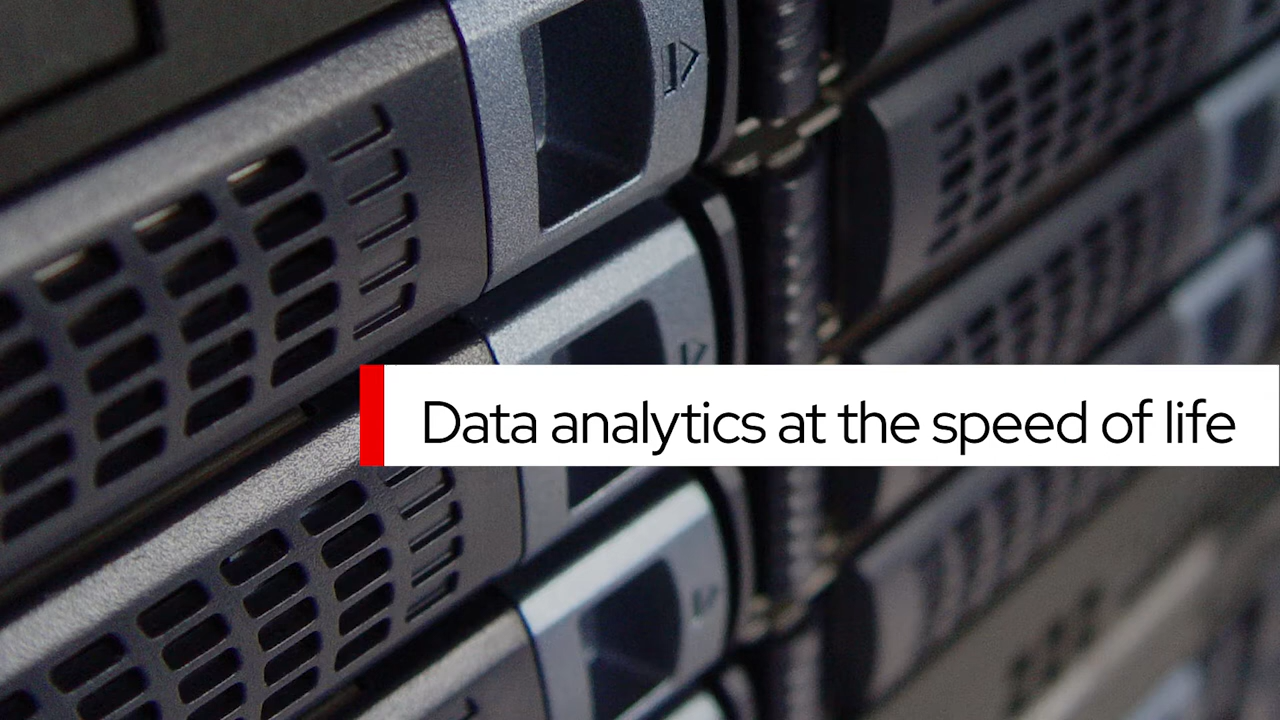 Data analytics at the speed of life